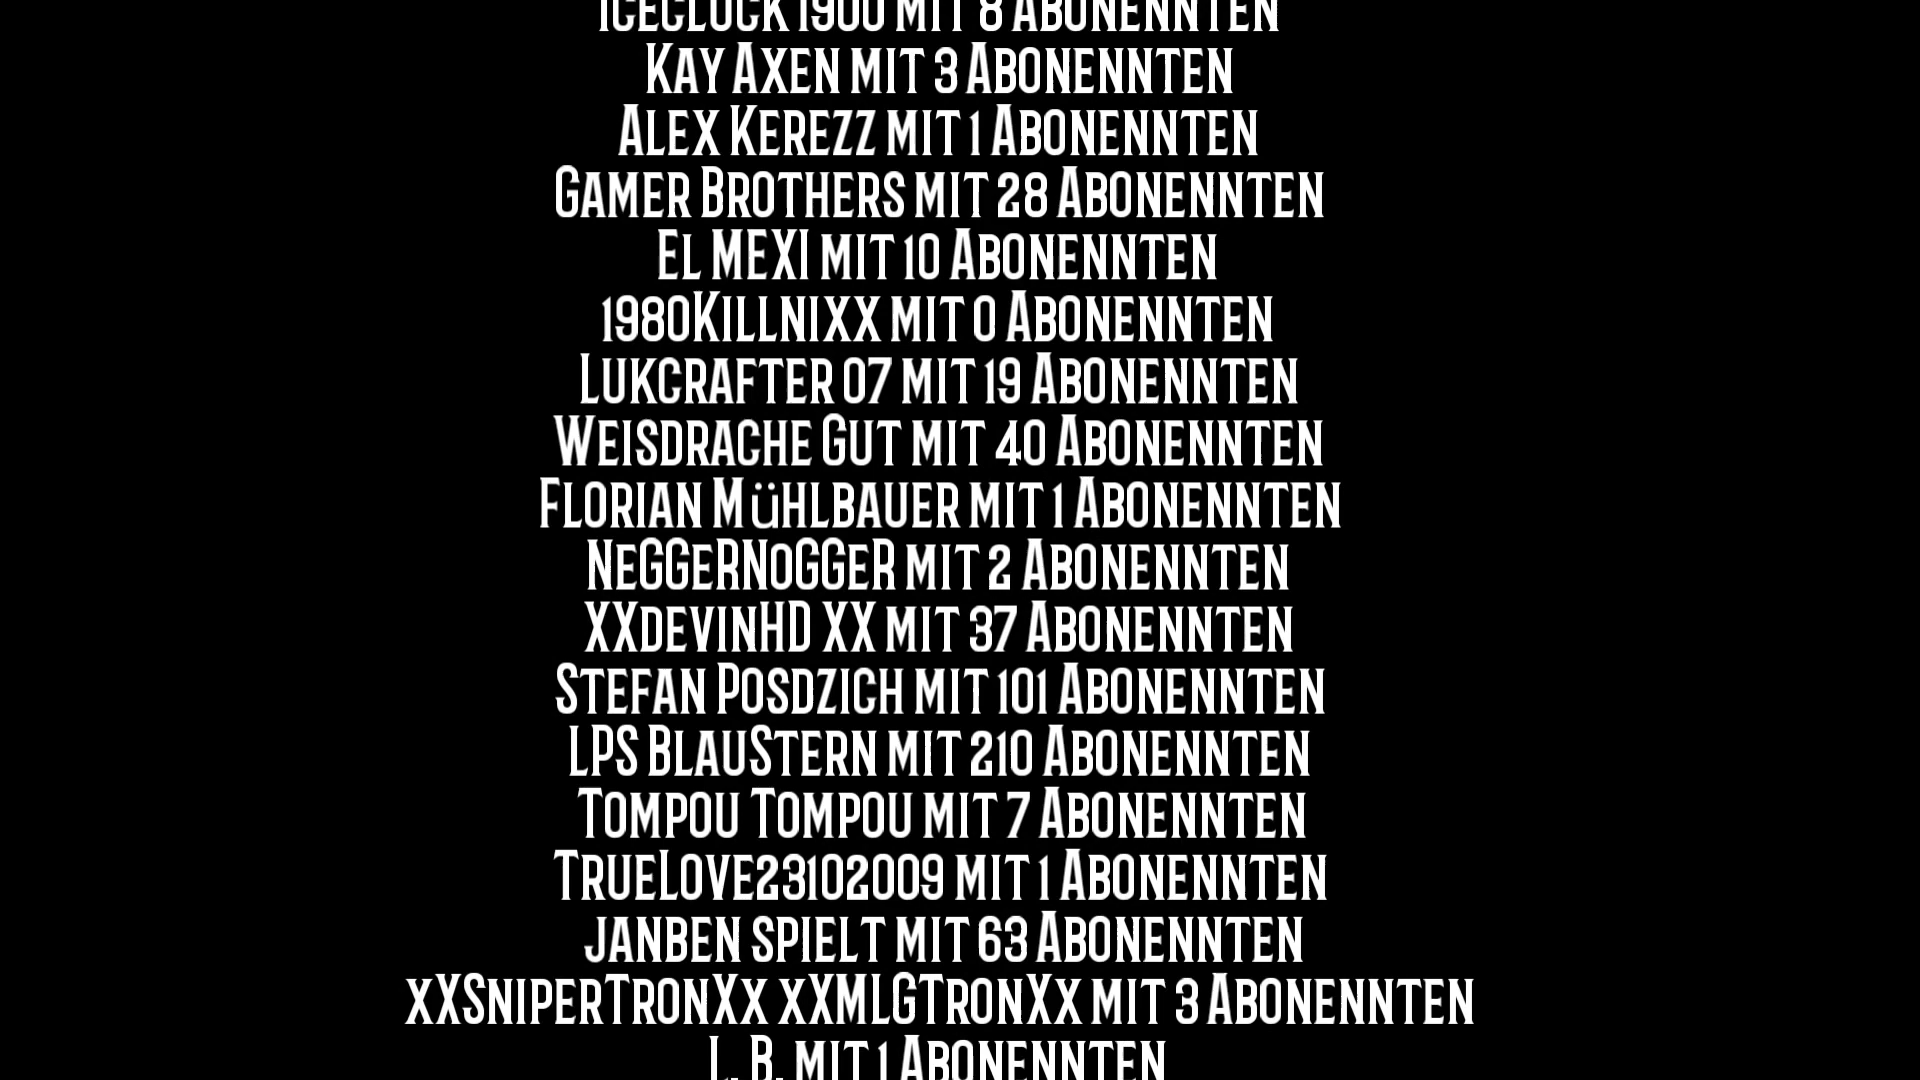 Iceclock1900 mit 8 Abonennten
Kay Axen mit 3 Abonennten
Alex Kerezz mit 1 Abonennten
Gamer Brothers mit 28 Abonennten
El MEXI mit 10 Abonennten
1980Killnixx mit 0 Abonennten
Lukcrafter 07 mit 19 Abonennten
Weisdrache Gut mit 40 Abonennten
Florian Mühlbauer mit 1 Abonennten
NeGGeRNoGGeR mit 2 Abonennten
XXdevinHD XX mit 37 Abonennten
Stefan Posdzich mit 101 Abonennten
LPS BlauStern mit 210 Abonennten
Tompou Tompou mit 7 Abonennten
TrueLove23102009 mit 1 Abonennten
janben spielt mit 63 Abonennten
xXSniperTronXx xXMLGTronXx mit 3 Abonennten
L. B. mit 1 Abonennten